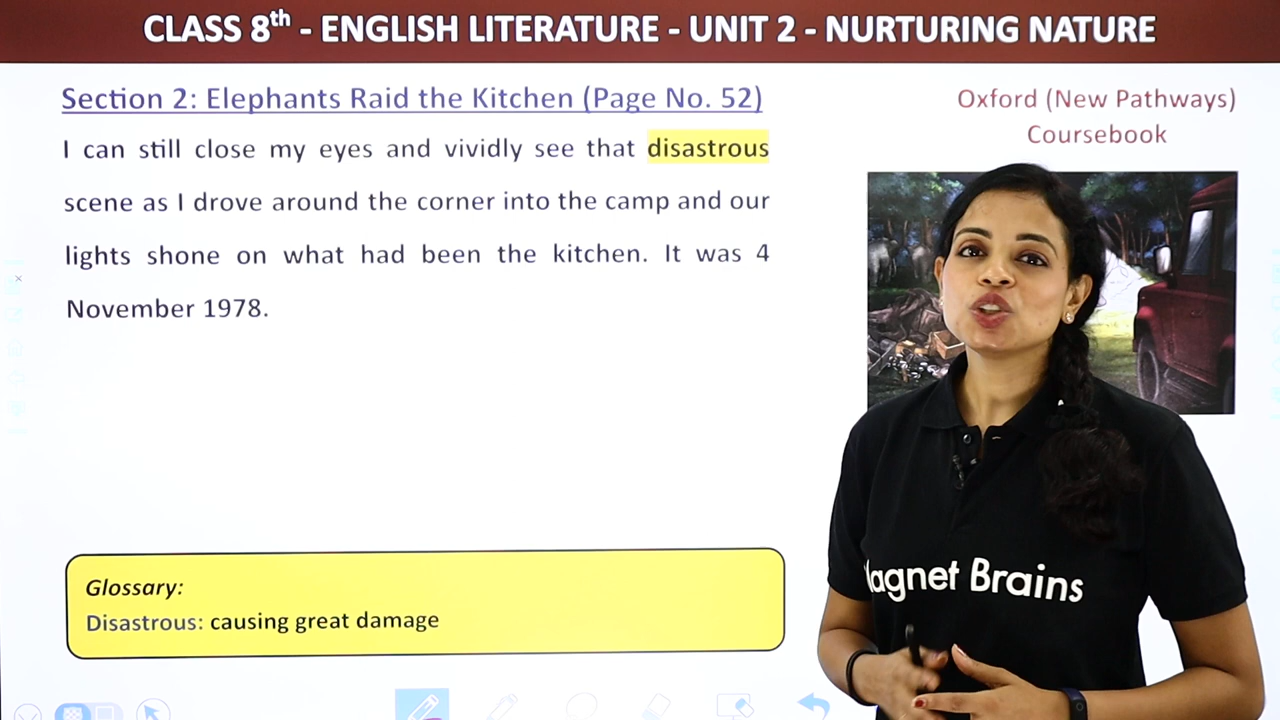 CLASS 8th - ENGLISH LITERATURE - UNIT 2 - NURTURING NATURE
Section 2: Elephants Raid the Kitchen (Page No. 52)
Oxford (New Pathways)
Coursebook
I can still close my eyes and vividly see that disastrous
scene as I drove around the corner into the camp and our
lights shone on what had been the kitchen. It was 4
November 1978.
Glossary:
Disastrous: causing great damage
Magnet Brains